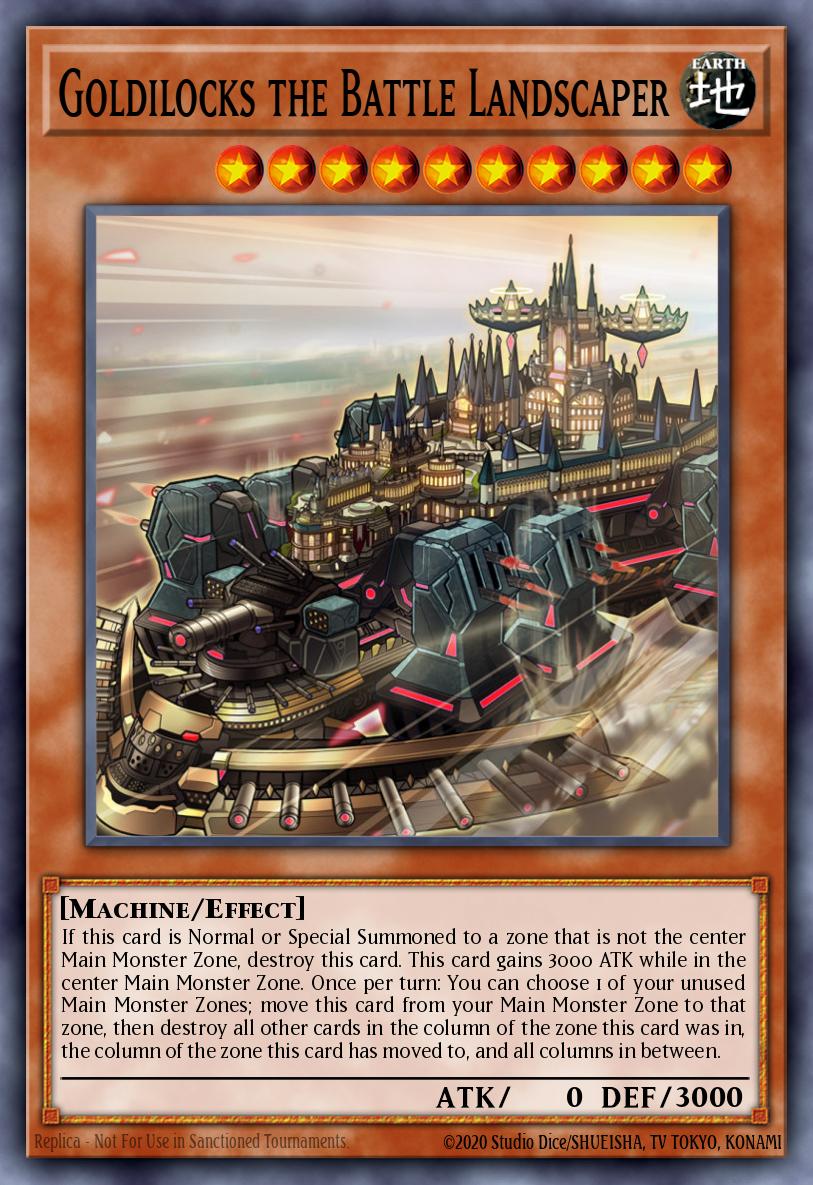 Goldilocks the Battle Landscaper
EARTH
地
[Machine/Effect]
If this card is Normal or Special Summoned to a zone that is not the center
Main Monster Zone, destroy this card. This card gains 3000 ATK while in the
center Main Monster Zone. Once per turn: You can choose 1 of your unused
Main Monster Zones; move this card from your Main Monster Zone to that
zone, then destroy all other cards in the column of the zone this card was in,
the column of the zone this card has moved to, and all columns in between.
ATK/ 0 DEF/3000
Replica - Not For Use in Sanctioned Tournaments.
©2020 Studio Dice/SHUEISHA, TV TOKYO, KONAMI